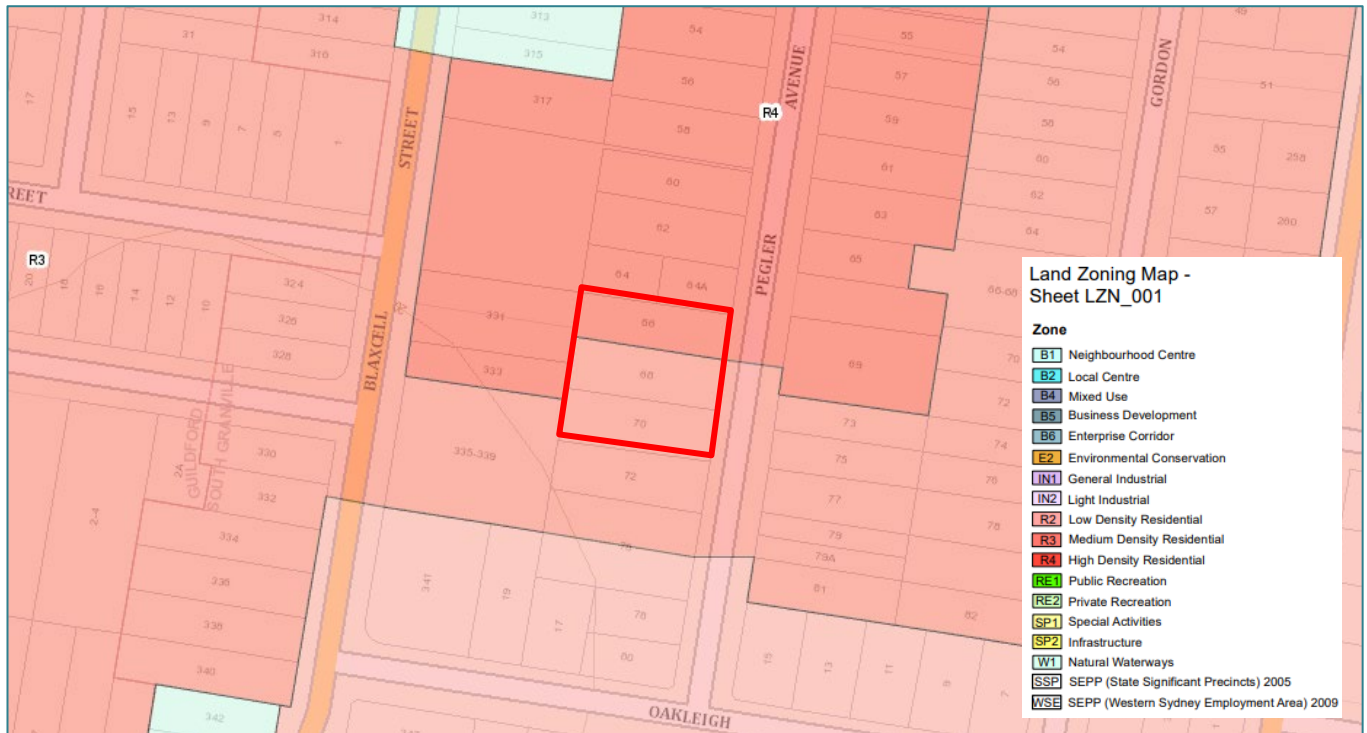 313
315
314
316
31
17
15
13
9
7
5
1
317
54
56
58
60
62
64
64A
66
68
70
72
R4
AVENUE
PEGLER
55
57
59
61
63
65
69
GORDON
54
56
58
60
62
64
66-68
70
72
74
76
78
49
51
55
57
258
260
STREET
BLAXCELL
REET
R3
20
18
16
14
12
10
324
326
328
331
333
335-339
GUILDFORD
SOUTH GRANVILLE
2A
2-4
330
332
334
336
338
340
342
341
19
17
78
80
73
75
77
79
79A
81
82
15
13
11
9
7
OAKLEIGH
Land Zoning Map -
Sheet LZN_001
Zone
B1 Neighbourhood Centre
B2 Local Centre
B4 Mixed Use
B5 Business Development
B6 Enterprise Corridor
E2 Environmental Conservation
IN1 General Industrial
IN2 Light Industrial
R2 Low Density Residential
R3 Medium Density Residential
R4 High Density Residential
RE1 Public Recreation
RE2 Private Recreation
SP1 Special Activities
SP2 Infrastructure
W1 Natural Waterways
SSP SEPP (State Significant Precincts) 2005
WSE SEPP (Western Sydney Employment Area) 2009